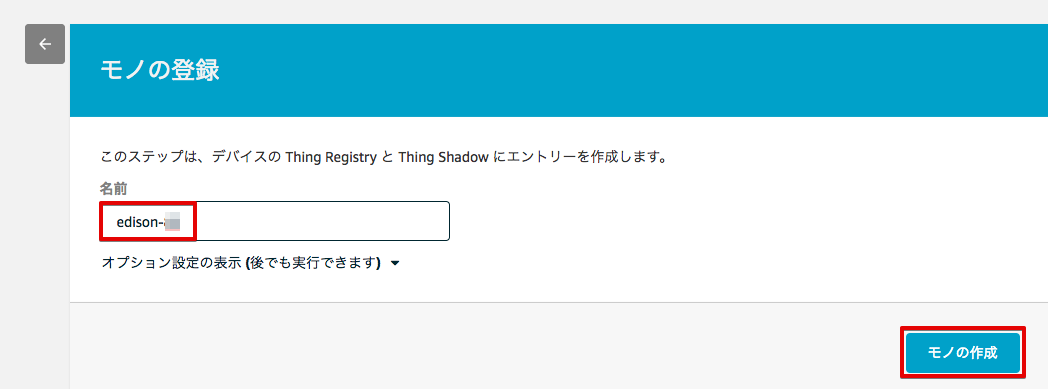 モノの登録
このステップは、デバイスの Thing Registry と Thing Shadow にエントリーを作成します。
名前
edison-
オプション設定の表示 (後でも実行できます)
モノの作成